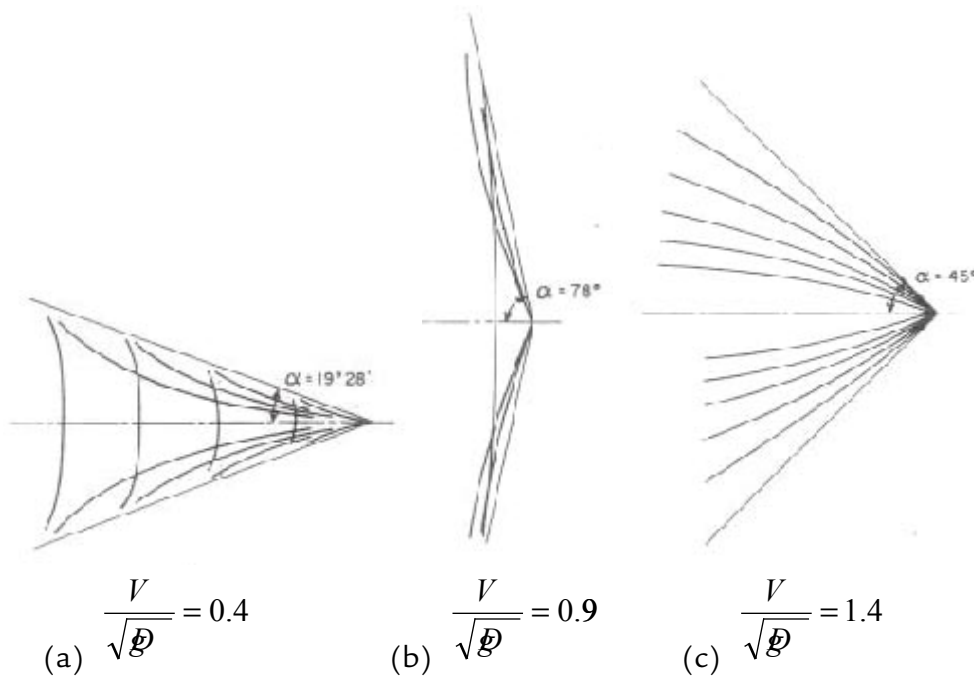 α = 78°
α = 45°
α = 19° 28'
(a) V/√gD = 0.4
(b) V/√gD = 0.9
(c) V/√gD = 1.4